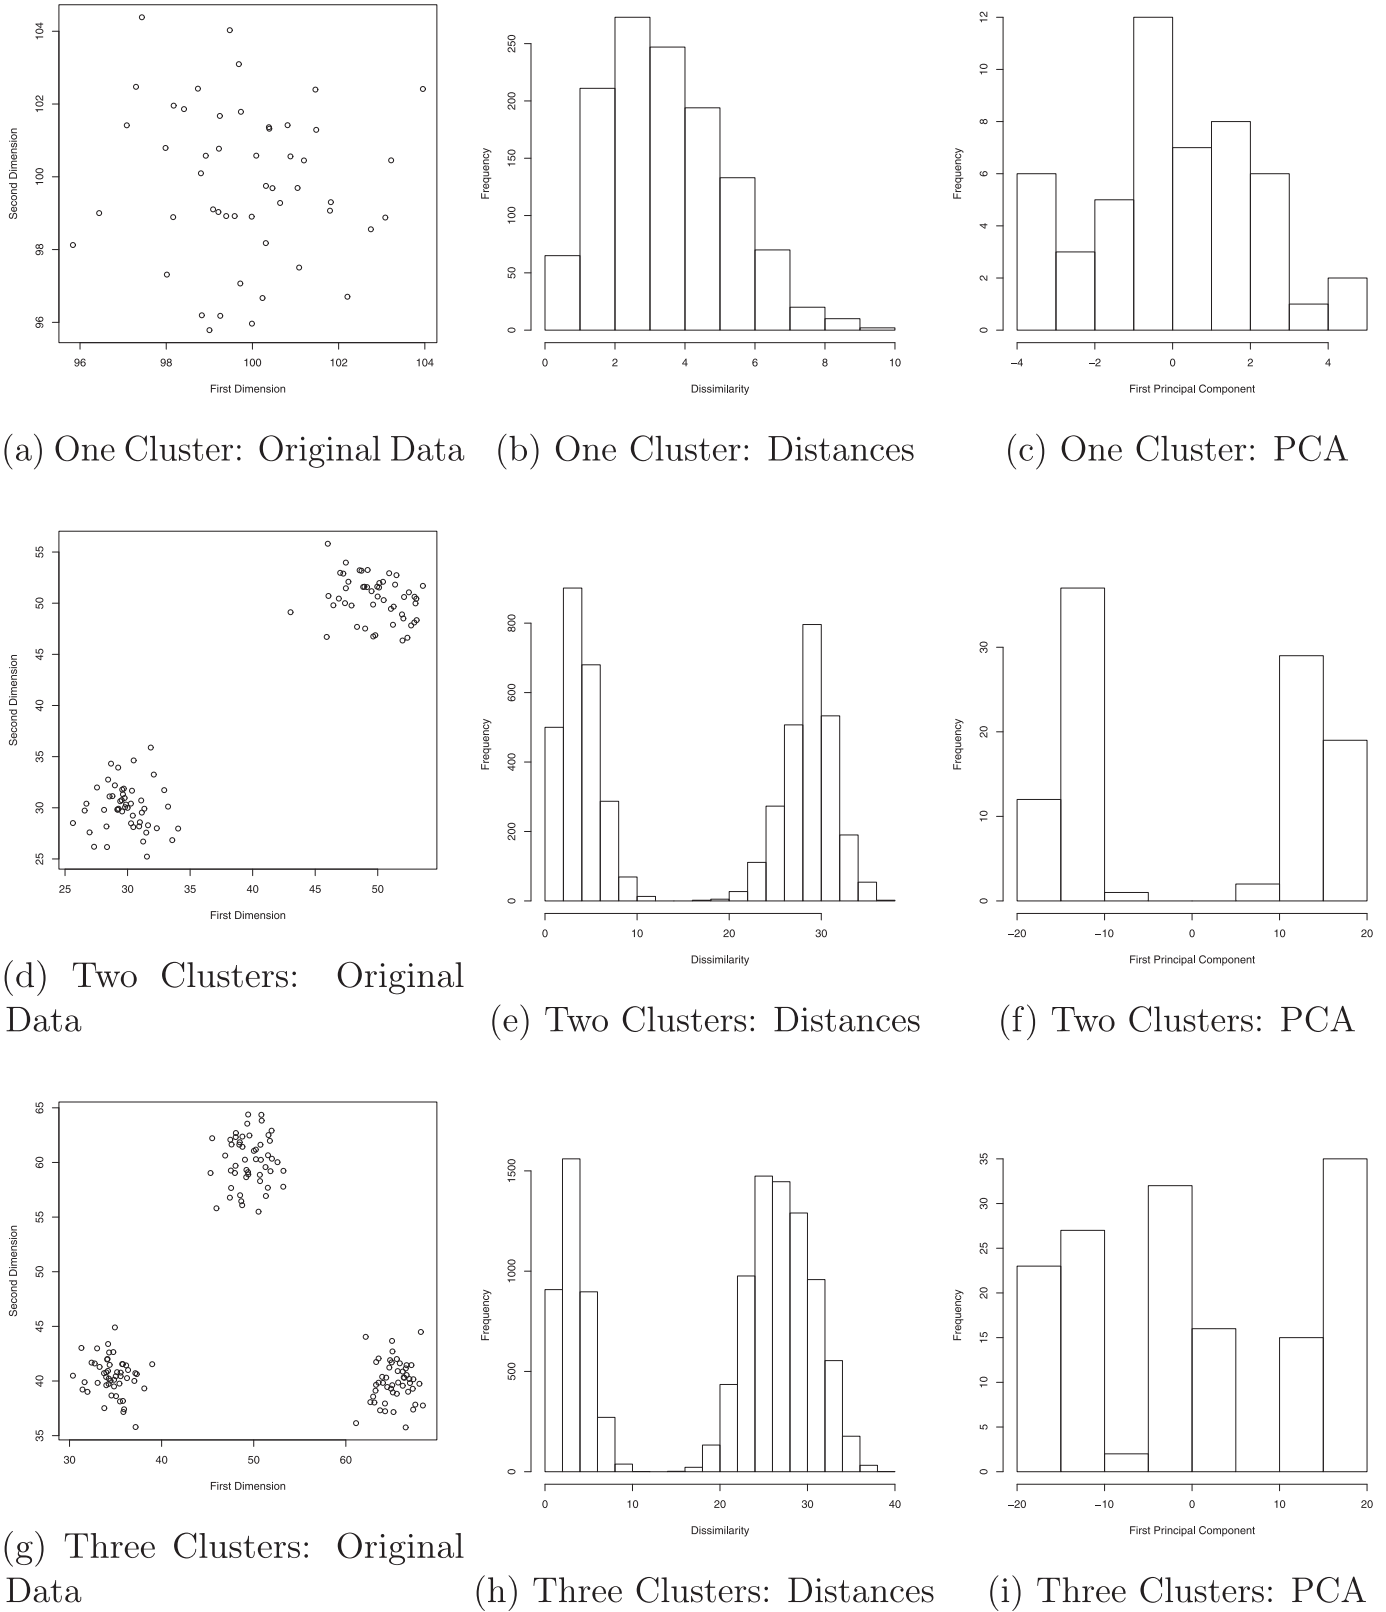 104
102
100
98
96
Second Dimension
96 98 100 102 104
First Dimension
250
200
150
100
50
0
Frequency
0 2 4 6 8 10
Dissimilarity
12
10
8
6
4
2
0
Frequency
−4 −2 0 2 4
First Principal Component
(a) One Cluster: Original Data
(b) One Cluster: Distances
(c) One Cluster: PCA
55
50
45
40
35
30
25
Second Dimension
25 30 35 40 45 50
First Dimension
800
600
400
200
0
Frequency
0 10 20 30
Dissimilarity
30
20
10
0
Frequency
−20 −10 0 10 20
First Principal Component
(d) Two Clusters: Original
Data
(e) Two Clusters: Distances
(f) Two Clusters: PCA
65
60
55
50
45
40
35
Second Dimension
30 40 50 60
First Dimension
1500
1000
500
0
Frequency
0 10 20 30 40
Dissimilarity
35
30
25
20
15
10
5
0
Frequency
−20 −10 0 10 20
First Principal Component
(g) Three Clusters: Original
Data
(h) Three Clusters: Distances
(i) Three Clusters: PCA